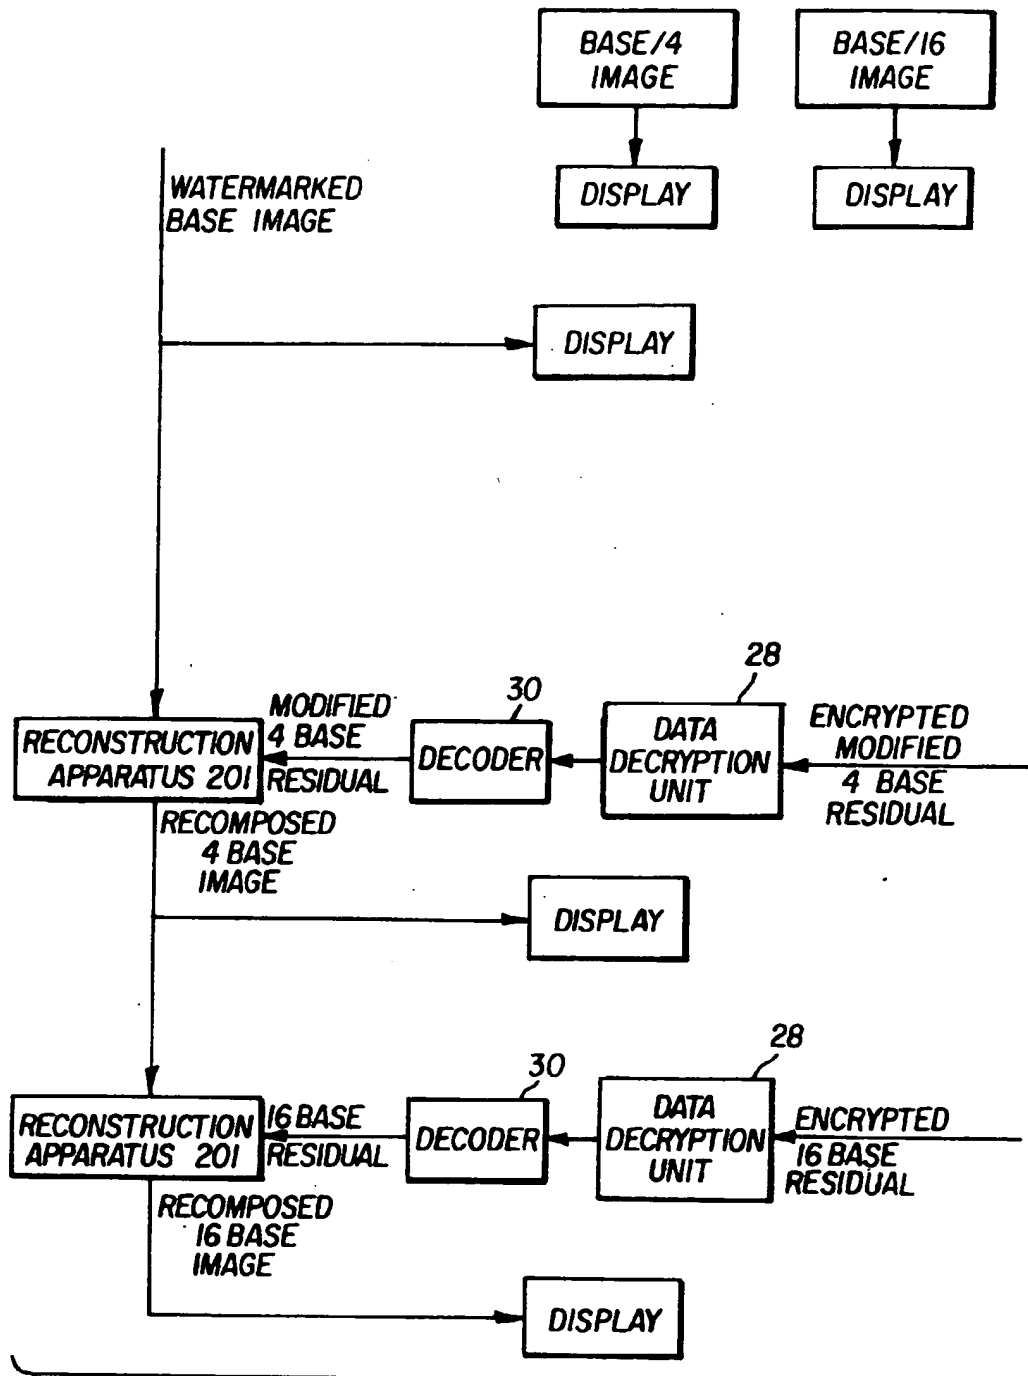 BASE/4
IMAGE
BASE/16
IMAGE
DISPLAY
DISPLAY
WATERMARKED
BASE IMAGE
DISPLAY
28
30
RECONSTRUCTION
APPARATUS 201
MODIFIED
4 BASE
RESIDUAL
DECODER
DATA
DECRYPTION
UNIT
ENCRYPTED
MODIFIED
4 BASE
RESIDUAL
RECOMPOSED
4 BASE
IMAGE
DISPLAY
28
30
RECONSTRUCTION
APPARATUS 201
16 BASE
RESIDUAL
DECODER
DATA
DECRYPTION
UNIT
ENCRYPTED
16 BASE
RESIDUAL
RECOMPOSED
16 BASE
IMAGE
DISPLAY